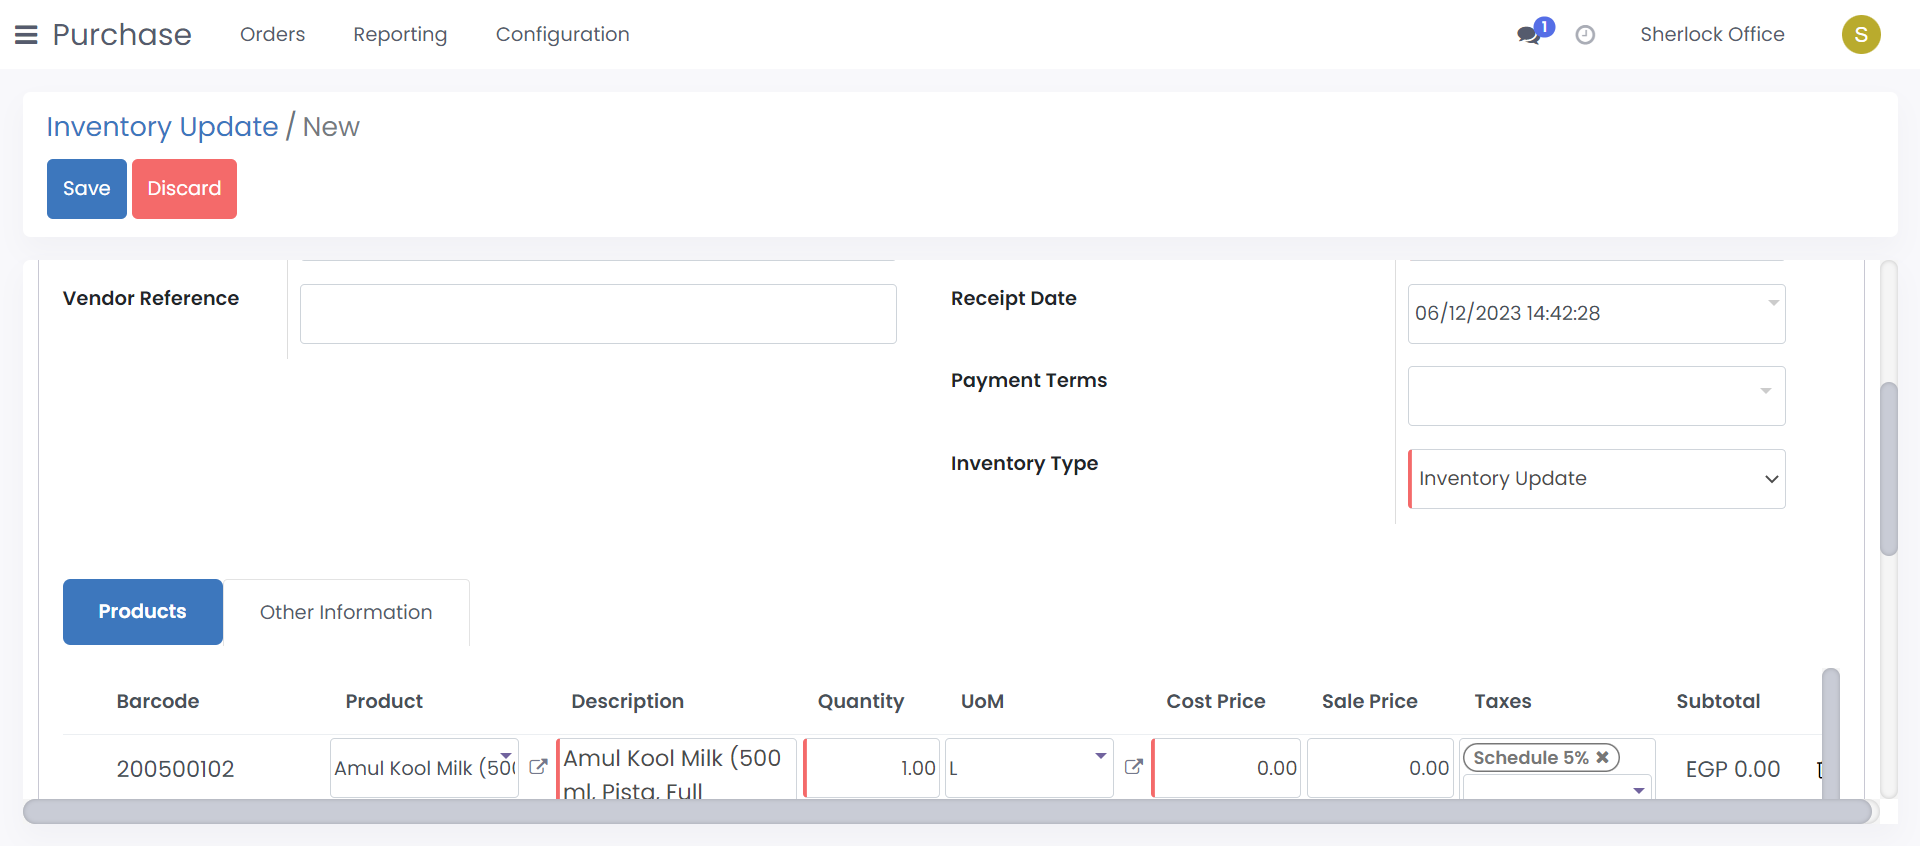 Purchase Orders Reporting Configuration 1 Sherlock Office S
Inventory Update / New
Save Discard
Vendor Reference Receipt Date 06/12/2023 14:42:28
Payment Terms
Inventory Type Inventory Update
Products Other Information
Barcode Product Description Quantity UoM Cost Price Sale Price Taxes Subtotal
200500102 Amul Kool Milk (500 Amul Kool Milk (500 1.00 L 0.00 0.00 Schedule 5% EGP 0.00
ml, Pista, Full